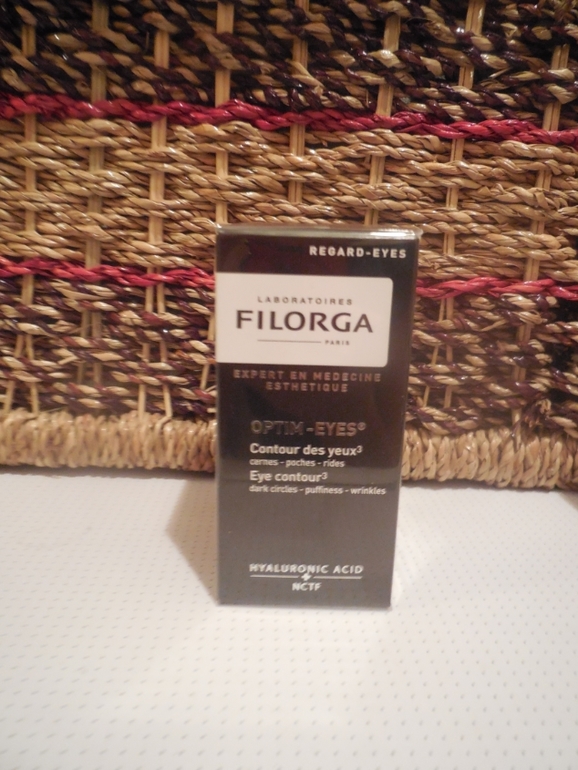 REGARD-EYES
LABORATOIRES
FILORGA
PARIS
EXPERT EN MEDECINE
ESTHETIQUE
OPTIM-EYES®
Contour des yeux³
cernes - poches - rides
Eye contour³
dark circles - puffiness - wrinkles
HYALURONIC ACID
+
NCTF